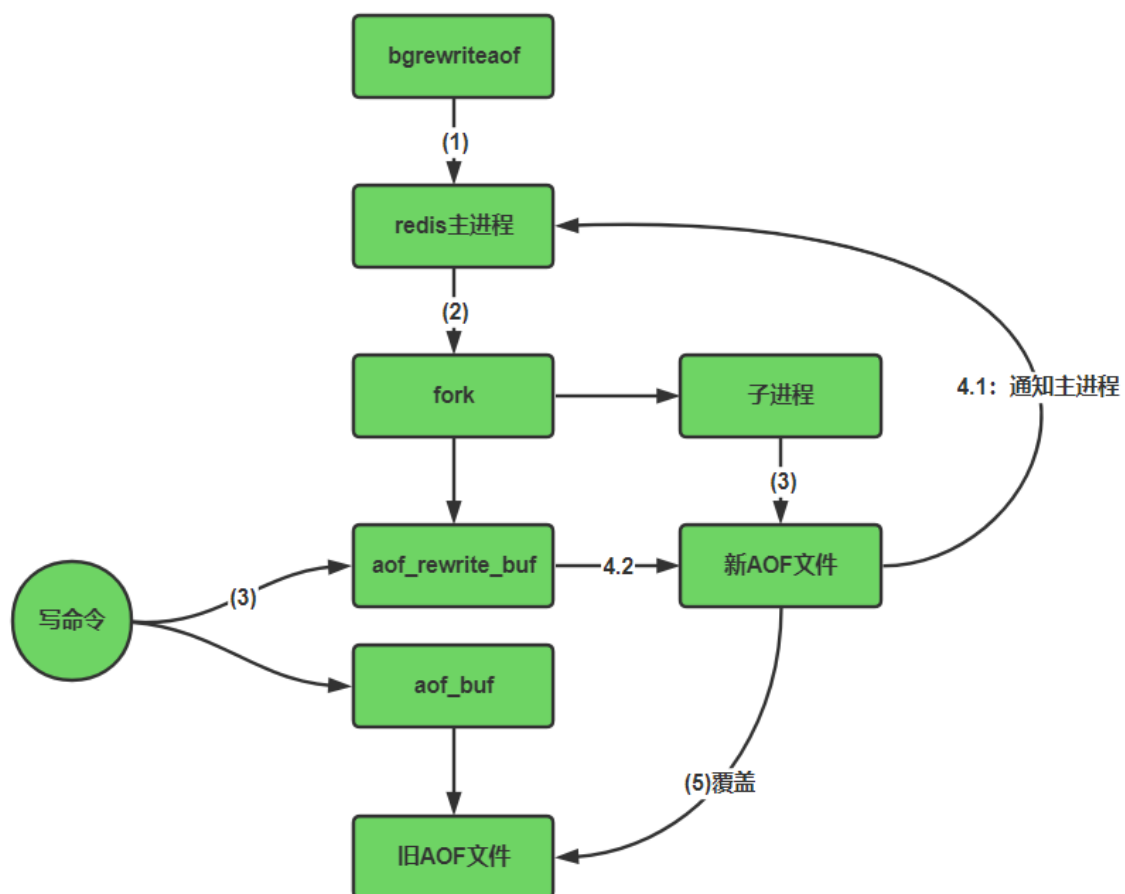 bgrewriteaof
(1)
redis主进程
(2)
fork
子进程
4.1：通知主进程
(3)
aof_rewrite_buf
4.2
新AOF文件
(3)
写命令
aof_buf
(5)覆盖
旧AOF文件